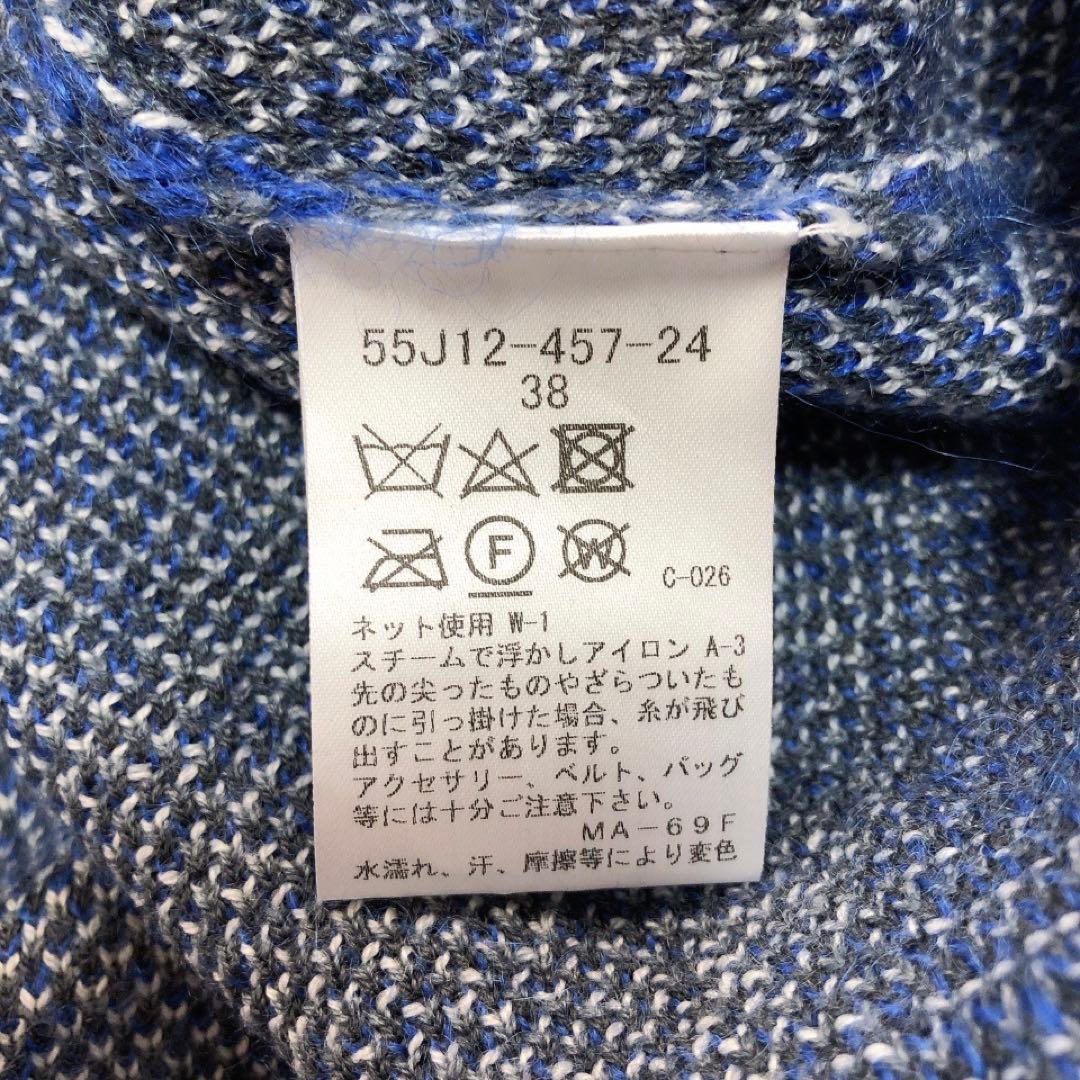 55J12-457-24
38
F
W
C-026
ネット使用 W-1
スチームで浮かしアイロン A-3
先の尖ったものやざらついたも
のに引っ掛けた場合、糸が飛び
出すことがあります。
アクセサリー、ベルト、バッグ
等には十分ご注意下さい。
MA-69F
水濡れ、汗、摩擦等により変色